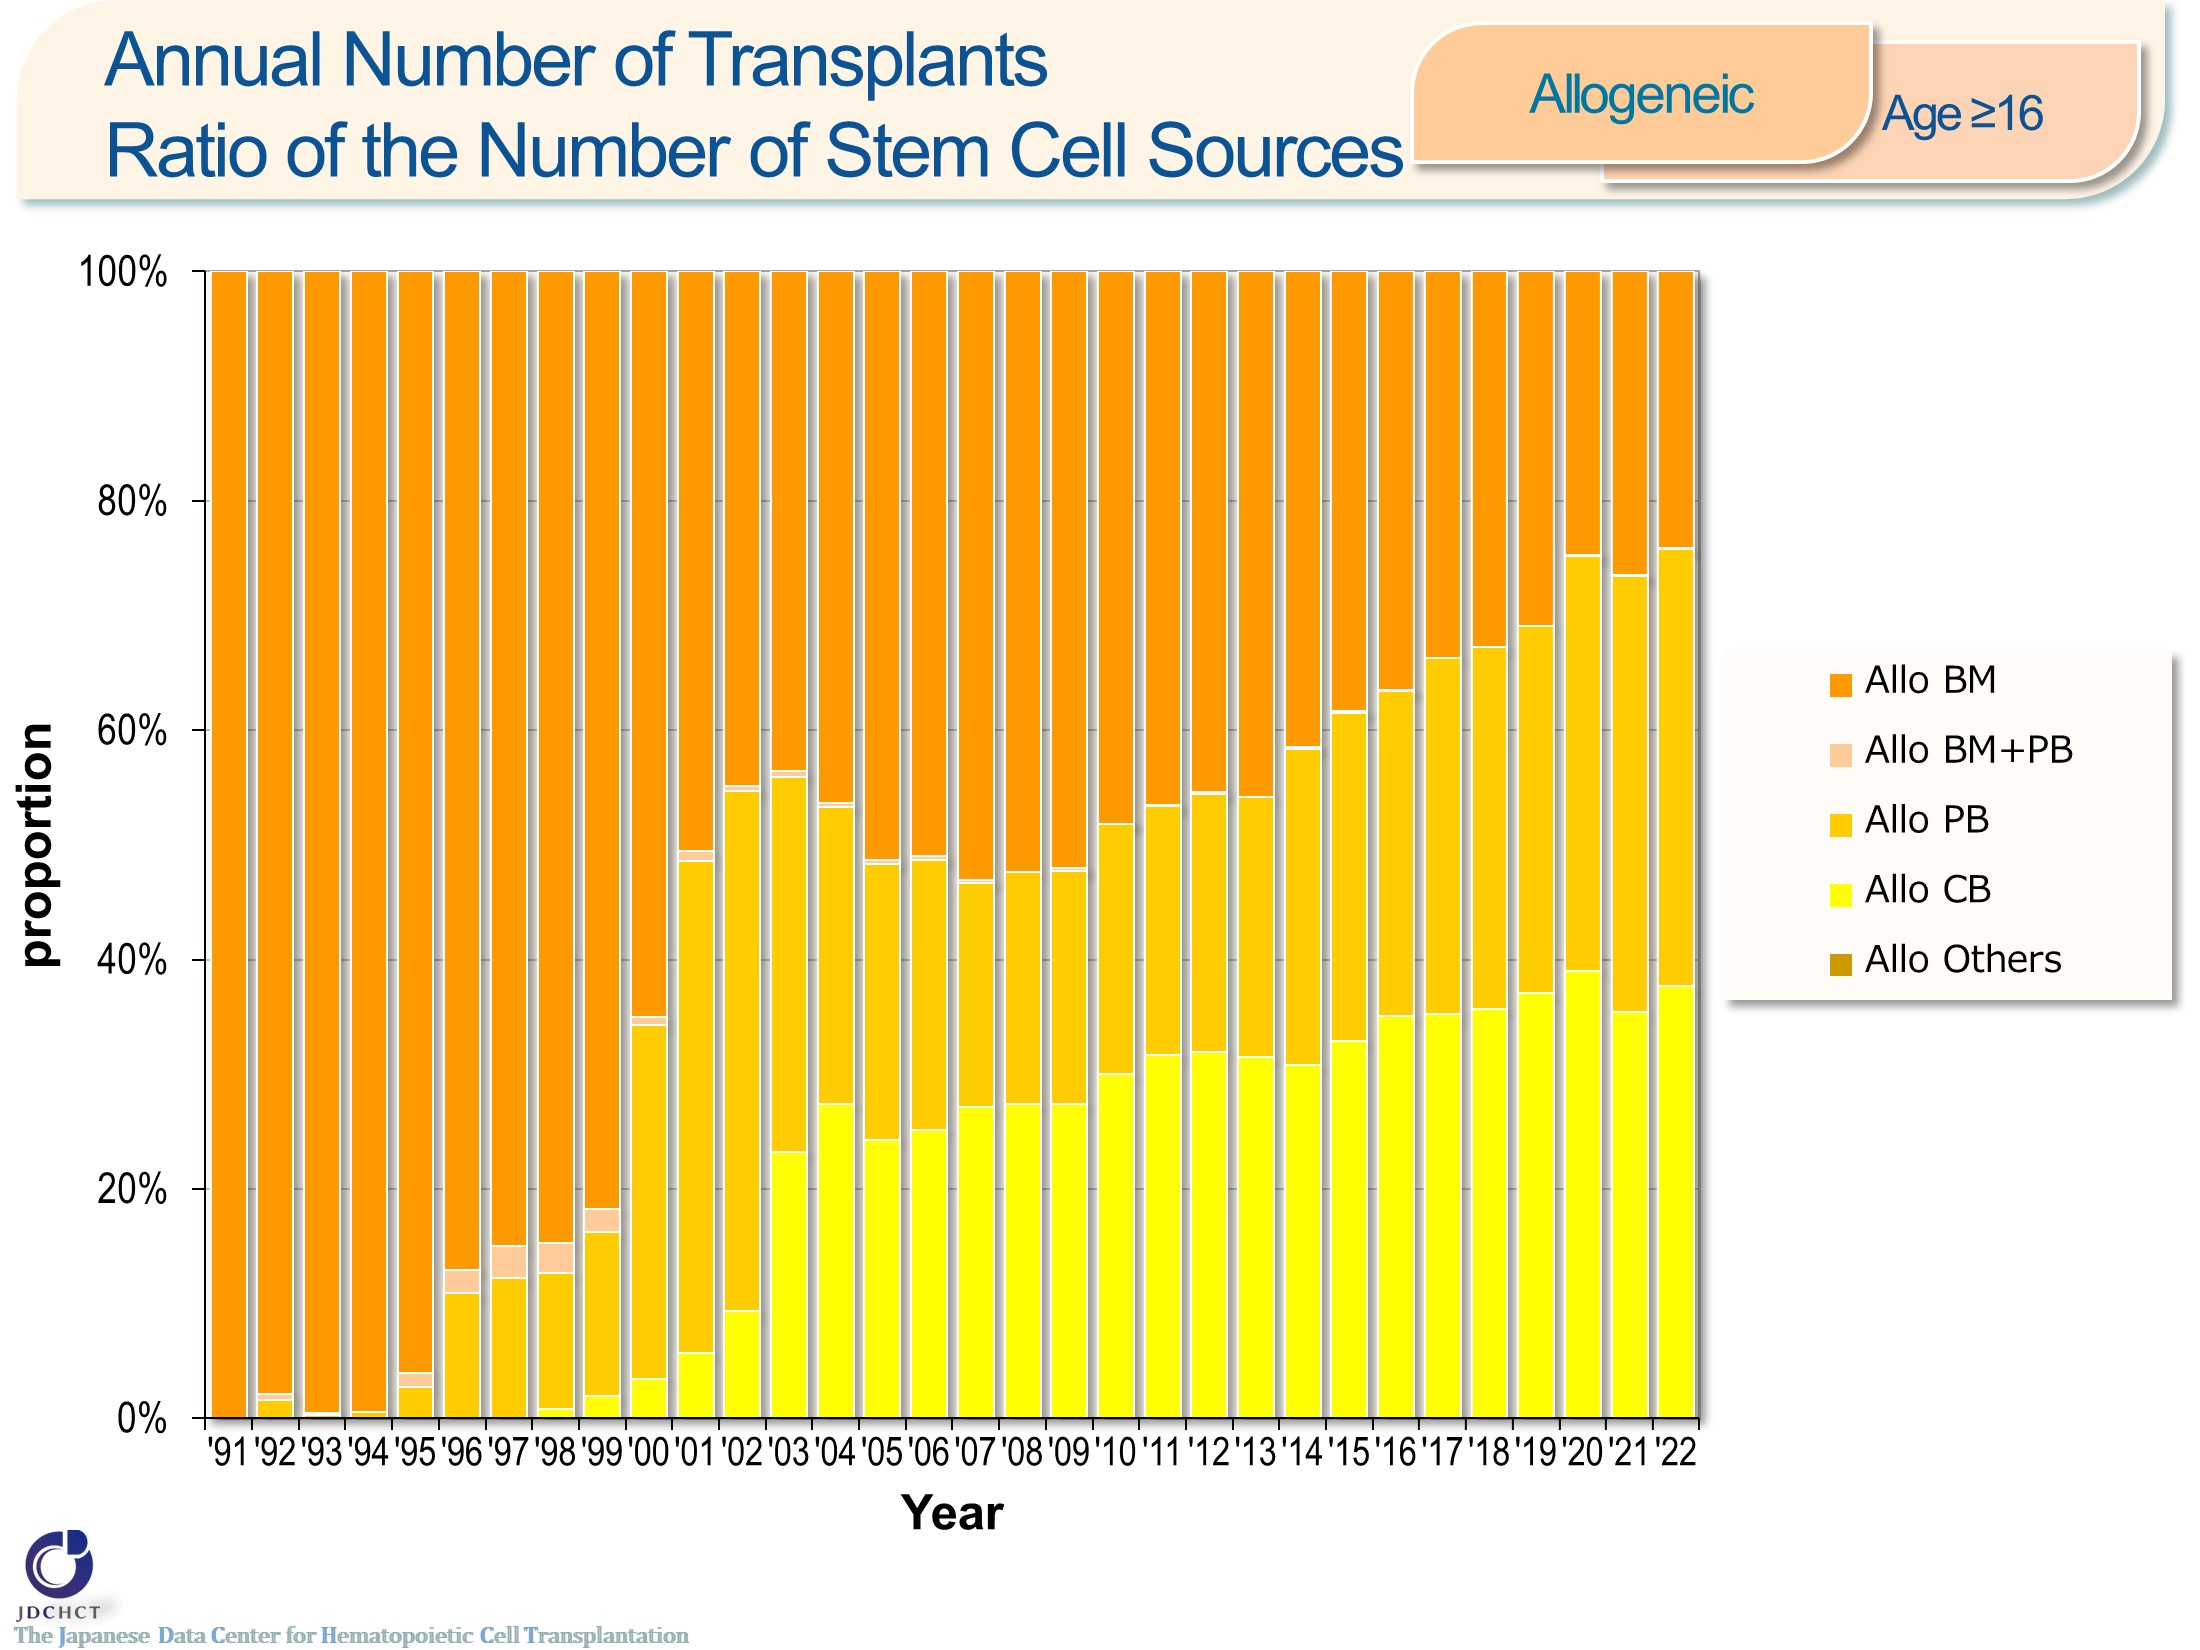 Annual Number of Transplants
Ratio of the Number of Stem Cell Sources
Allogeneic
Age ≥16
100%
80%
60%
40%
20%
0%
proportion
'91 '92 '93 '94 '95 '96 '97 '98 '99 '00 '01 '02 '03 '04 '05 '06 '07 '08 '09 '10 '11 '12 '13 '14 '15 '16 '17 '18 '19 '20 '21 '22
Year
Allo BM
Allo BM+PB
Allo PB
Allo CB
Allo Others
JDCHCT
The Japanese Data Center for Hematopoietic Cell Transplantation